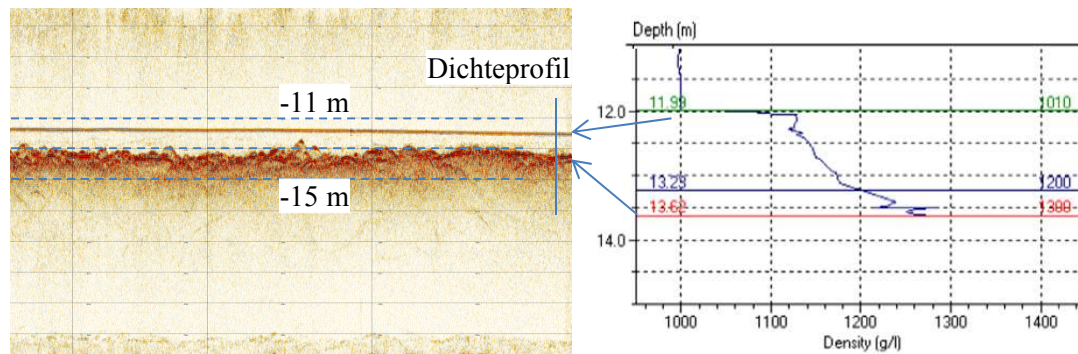 Dichteprofil
-11 m
-15 m
Depth (m)
11.99 1010
12.0
13.23 1200
13.62 1300
14.0
1000 1100 1200 1300 1400
Density (g/l)